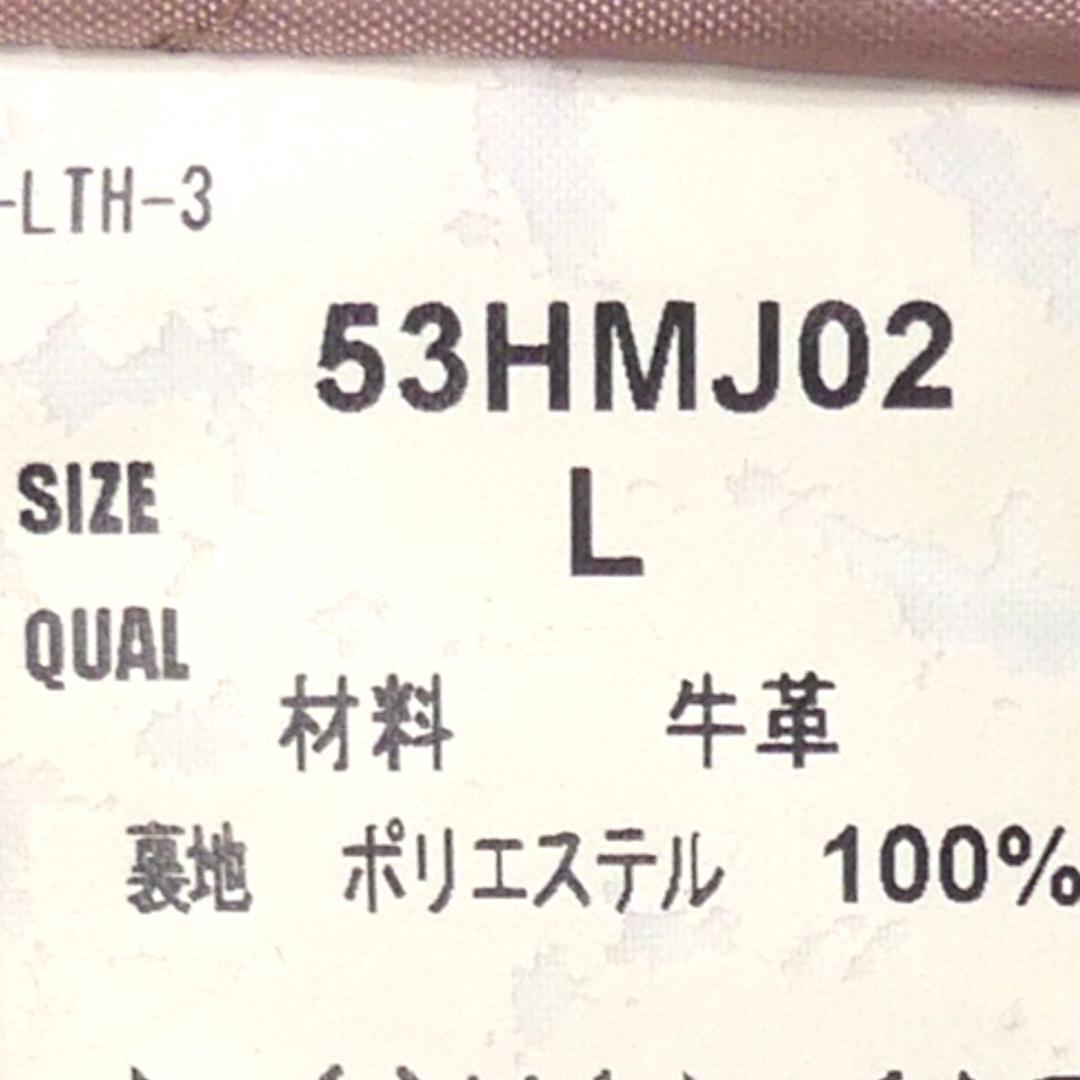 -LTH-3
53HMJ02
SIZE L
QUAL
材料 牛革
裏地 ポリエステル 100%